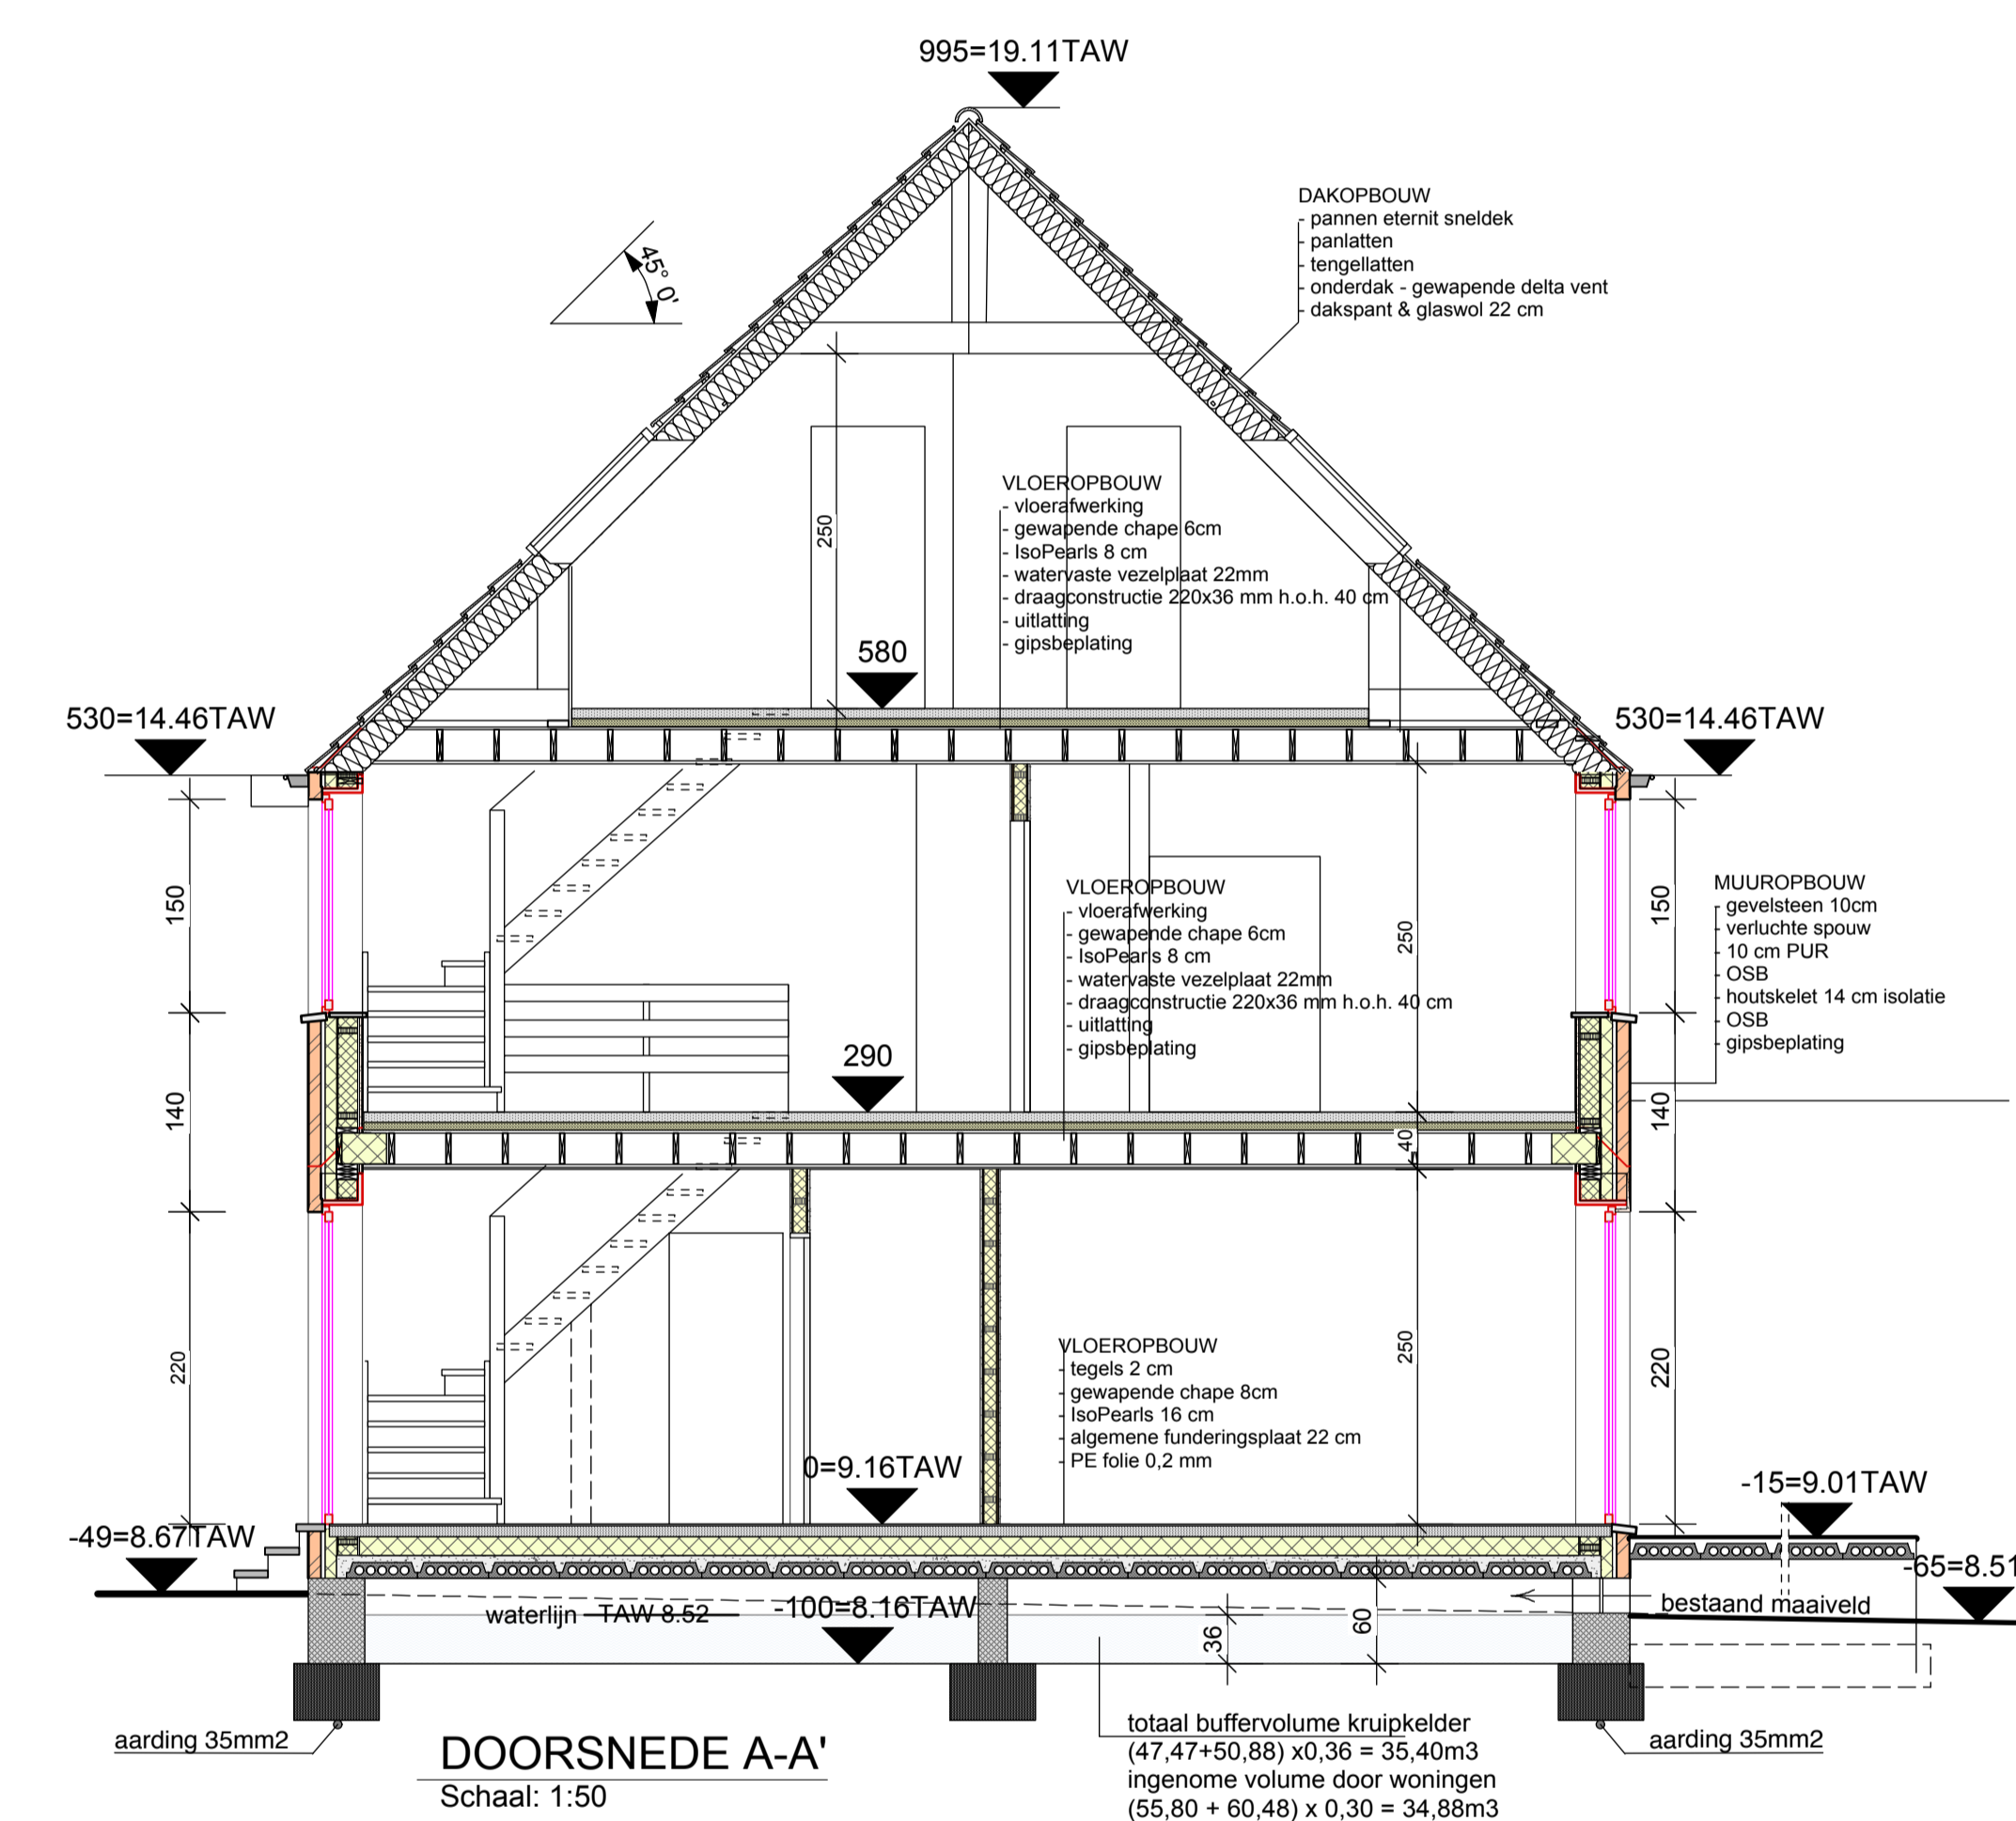 995=19.11TAW
DAKOPBOUW
- pannen eternit sneldek
- panlatten
- tengellatten
- onderdak - gewapende delta vent
- dakspant & glaswol 22 cm
45° 0'
VLOEROPBOUW
- vloerafwerking
- gewapende chape 6cm
- IsoPearls 8 cm
- watervaste vezelplaat 22mm
- draagconstructie 220x36 mm h.o.h. 40 cm
- uitlatting
- gipsbeplating
250
580
530=14.46TAW
530=14.46TAW
150
140
220
VLOEROPBOUW
- vloerafwerking
- gewapende chape 6cm
- IsoPearls 8 cm
- watervaste vezelplaat 22mm
- draagconstructie 220x36 mm h.o.h. 40 cm
- uitlatting
- gipsbeplating
250
290
40
250
150
140
220
MUUROPBOUW
- gevelsteen 10cm
- verluchte spouw
- 10 cm PUR
- OSB
- houtskelet 14 cm isolatie
- OSB
- gipsbeplating
VLOEROPBOUW
- tegels 2 cm
- gewapende chape 8cm
- IsoPearls 16 cm
- algemene funderingsplaat 22 cm
- PE folie 0,2 mm
0=9.16TAW
-49=8.67TAW
-15=9.01TAW
-65=8.51
bestaand maaiveld
waterlijn TAW 8.52
-100=8.16TAW
36
60
aarding 35mm2
aarding 35mm2
totaal buffervolume kruipkelder
(47,47+50,88) x0,36 = 35,40m3
ingenome volume door woningen
(55,80 + 60,48) x 0,30 = 34,88m3
DOORSNEDE A-A'
Schaal: 1:50